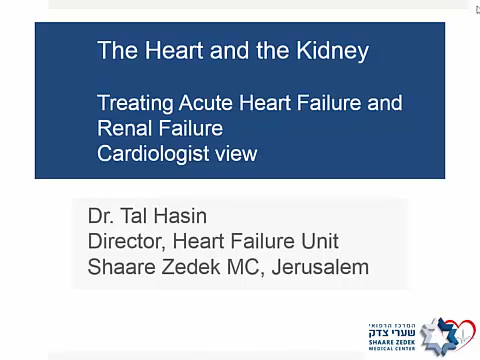 The Heart and the Kidney
Treating Acute Heart Failure and
Renal Failure
Cardiologist view
Dr. Tal Hasin
Director, Heart Failure Unit
Shaare Zedek MC, Jerusalem
המרכז הרפואי
שערי צדק
SHAARE ZEDEK
MEDICAL CENTER